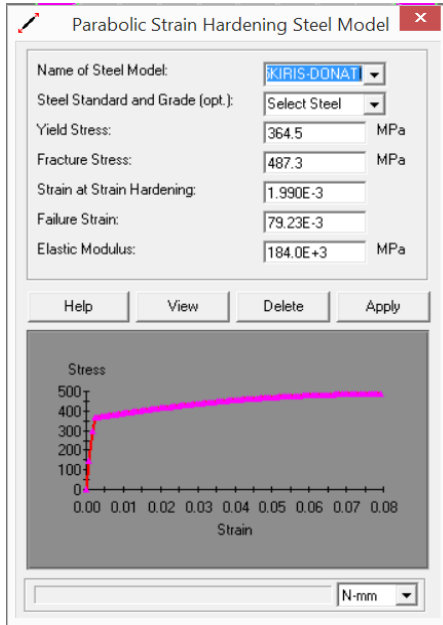 Parabolic Strain Hardening Steel Model
Name of Steel Model: KIRIS-DONATI
Steel Standard and Grade (opt.): Select Steel
Yield Stress: 364.5 MPa
Fracture Stress: 487.3
Strain at Strain Hardening: 1.990E-3
Failure Strain: 79.23E-3
Elastic Modulus: 184.0E+3 MPa
Help View Delete Apply
Stress
500
400
300
200
100
0
0.00 0.01 0.02 0.03 0.04 0.05 0.06 0.07 0.08
Strain
N-mm